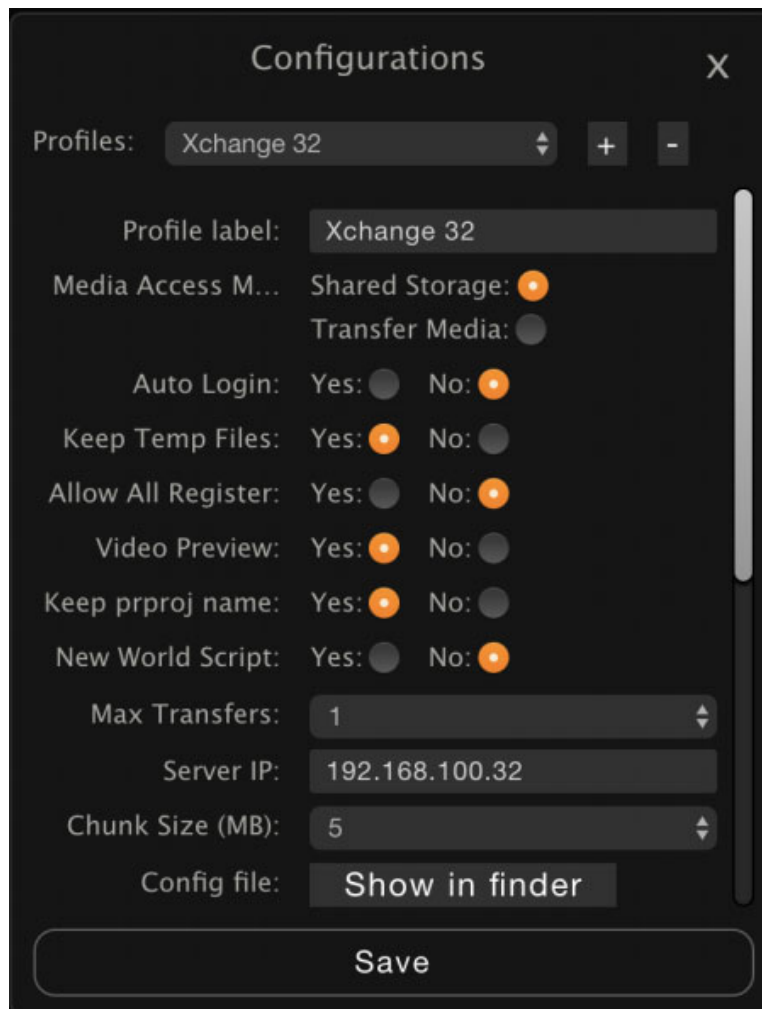 Configurations X
Profiles: Xchange 32 + -
Profile label: Xchange 32
Media Access M... Shared Storage:
Transfer Media:
Auto Login: Yes: No:
Keep Temp Files: Yes: No:
Allow All Register: Yes: No:
Video Preview: Yes: No:
Keep prproj name: Yes: No:
New World Script: Yes: No:
Max Transfers: 1
Server IP: 192.168.100.32
Chunk Size (MB): 5
Config file: Show in finder
Save